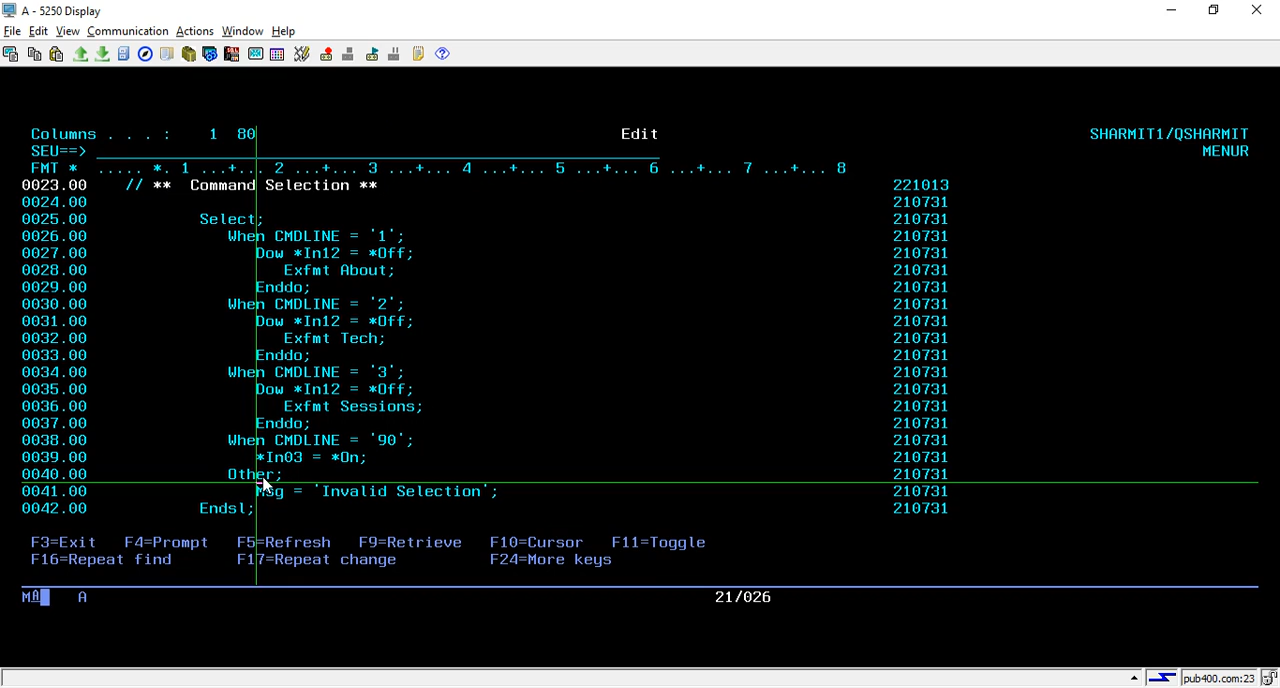 A - 5250 Display
File Edit View Communication Actions Window Help
Columns . . . :    1  80                    Edit                    SHARMIT1/QSHARMIT
SEU==>                                                              MENUR
FMT *  ..... *. 1 ...+... 2 ...+... 3 ...+... 4 ...+... 5 ...+... 6 ...+... 7 ...+... 8
0023.00    // **  Command Selection **    221013
0024.00    210731
0025.00    Select;    210731
0026.00    When CMDLINE = '1';    210731
0027.00    Dow *In12 = *Off;    210731
0028.00    Exfmt About;    210731
0029.00    Enddo;    210731
0030.00    When CMDLINE = '2';    210731
0031.00    Dow *In12 = *Off;    210731
0032.00    Exfmt Tech;    210731
0033.00    Enddo;    210731
0034.00    When CMDLINE = '3';    210731
0035.00    Dow *In12 = *Off;    210731
0036.00    Exfmt Sessions;    210731
0037.00    Enddo;    210731
0038.00    When CMDLINE = '90';    210731
0039.00    *In03 = *On;    210731
0040.00    Other;    210731
0041.00    Msg = 'Invalid Selection';    210731
0042.00    Endsl;    210731
F3=Exit   F4=Prompt   F5=Refresh   F9=Retrieve   F10=Cursor   F11=Toggle
F16=Repeat find       F17=Repeat change          F24=More keys
MA    A    21/026
pub400.com:23